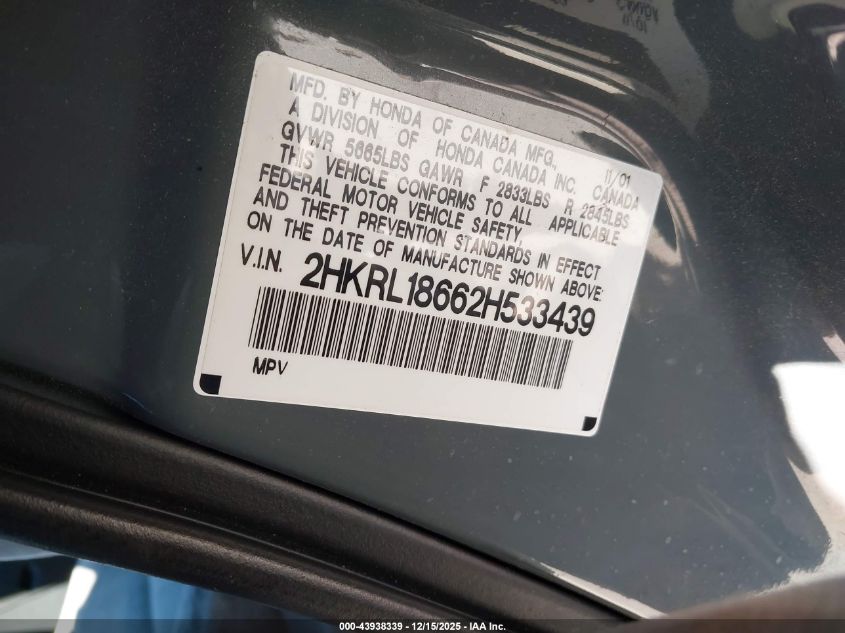 MFD. BY HONDA OF CANADA MFG., 11/01
A DIVISION OF HONDA CANADA INC. CANADA
GVWR 5665LBS GAWR F 2833LBS R 2845LBS
THIS VEHICLE CONFORMS TO ALL APPLICABLE
FEDERAL MOTOR VEHICLE SAFETY,
AND THEFT PREVENTION STANDARDS IN EFFECT
ON THE DATE OF MANUFACTURE SHOWN ABOVE.
V.I.N. 2HKRL18662H533439
MPV
000-43938339 - 12/15/2025 - IAA Inc.